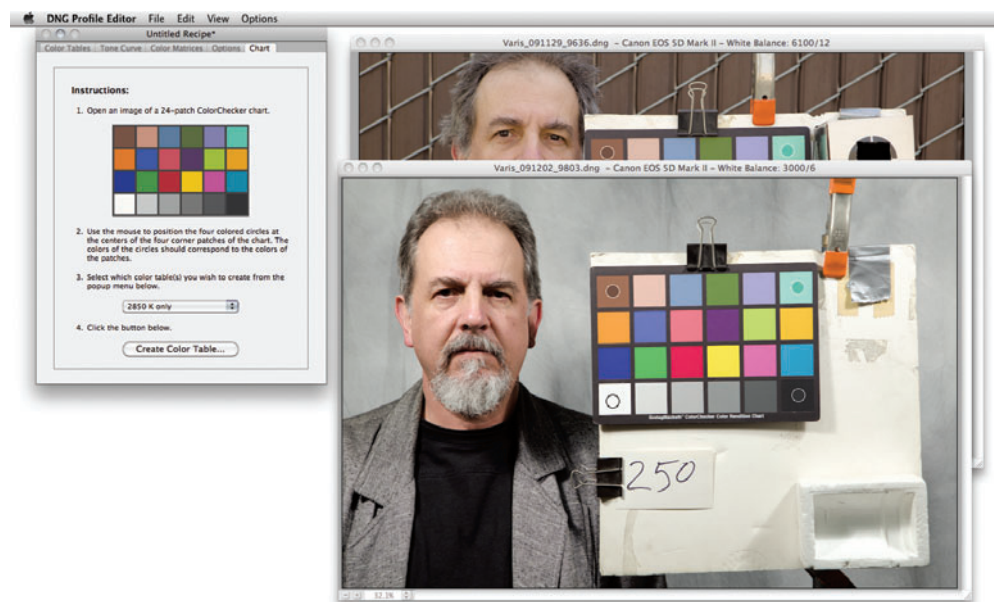 DNG Profile Editor File Edit View Options
Untitled Recipe*
Color Tables Tone Curve Color Matrices Options Chart
Instructions:
1. Open an image of a 24-patch ColorChecker chart.
2. Use the mouse to position the four colored circles at
the centers of the four corner patches of the chart. The
colors of the circles should correspond to the colors of
the patches.
3. Select which color table(s) you wish to create from the
popup menu below.
2850 K only
4. Click the button below.
Create Color Table...
Varis_091129_9636.dng – Canon EOS 5D Mark II – White Balance: 6100/12
Varis_091202_9803.dng – Canon EOS 5D Mark II – White Balance: 3000/6
ColorChecker Color Rendition Chart
250
32.1%